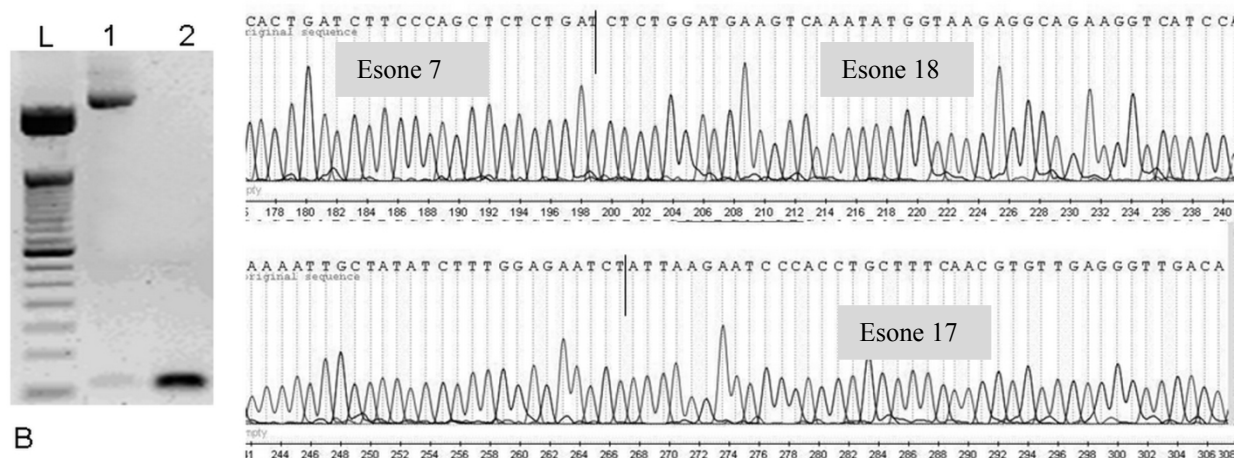 L 1 2
B
CACTGATCTTCCCAGCTCTCTGATCTCTGGATGAAGTCAAATATGGTAAGAGGCAGAAGGTCATCCA
original sequence
Esone 7
Esone 18
178 180 182 184 186 188 190 192 194 196 198 200 202 204 206 208 210 212 214 216 218 220 222 224 226 228 230 232 234 236 238 240
AAAATTGCTATATCTTTGGAGAATCTATTAAGAATCCCACCTGCTTTCAACGTGTTGAGGGTTGACA
original sequence
Esone 17
244 246 248 250 252 254 256 258 260 262 264 266 268 270 272 274 276 278 280 282 284 286 288 290 292 294 296 298 300 302 304 306 308